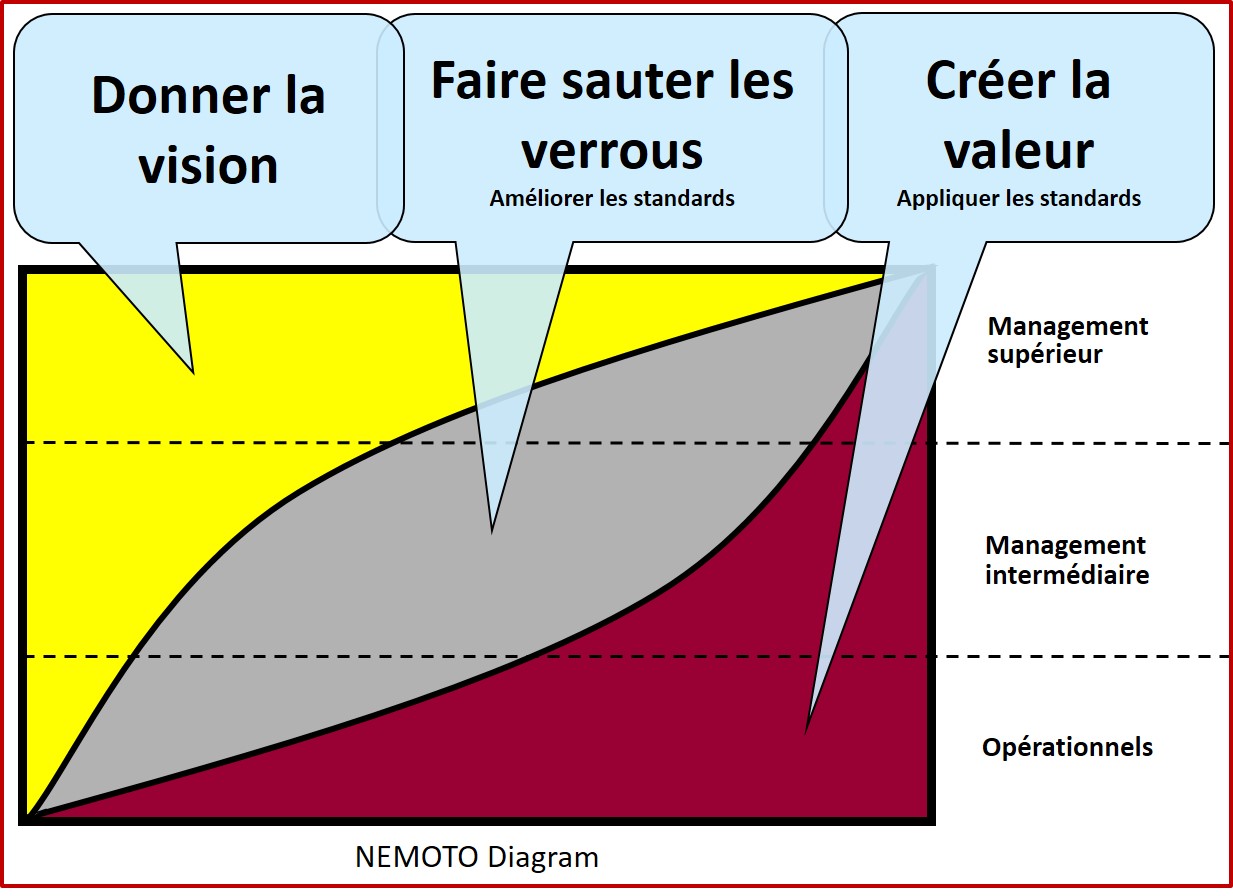 Donner la
vision
Faire sauter les
verrous
Améliorer les standards
Créer la
valeur
Appliquer les standards
Management
supérieur
Management
intermédiaire
Opérationnels
NEMOTO Diagram